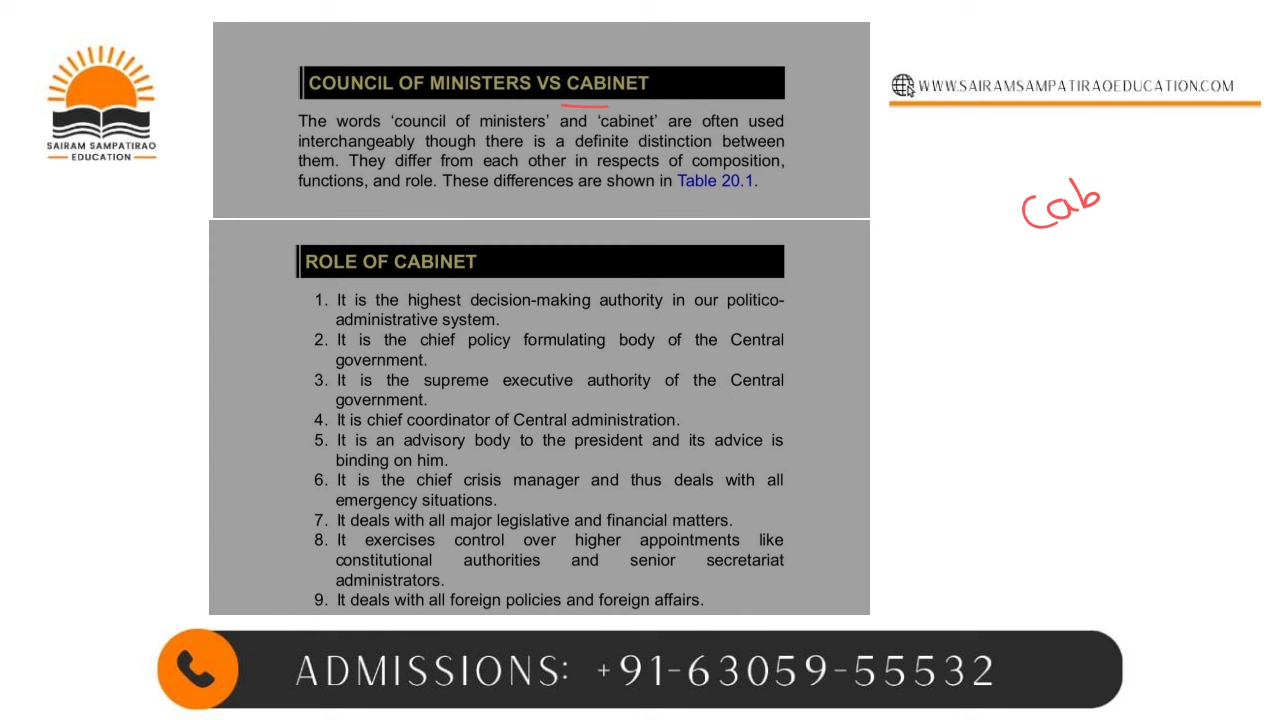 SAIRAM SAMPATIRAO
EDUCATION
WWW.SAIRAMSAMPATIRAOEDUCATION.COM
COUNCIL OF MINISTERS VS CABINET
The words ‘council of ministers’ and ‘cabinet’ are often used
interchangeably though there is a definite distinction between
them. They differ from each other in respects of composition,
functions, and role. These differences are shown in Table 20.1.
Cab
ROLE OF CABINET
1. It is the highest decision-making authority in our politico-
administrative system.
2. It is the chief policy formulating body of the Central
government.
3. It is the supreme executive authority of the Central
government.
4. It is chief coordinator of Central administration.
5. It is an advisory body to the president and its advice is
binding on him.
6. It is the chief crisis manager and thus deals with all
emergency situations.
7. It deals with all major legislative and financial matters.
8. It exercises control over higher appointments like
constitutional authorities and senior secretariat
administrators.
9. It deals with all foreign policies and foreign affairs.
ADMISSIONS: +91-63059-55532